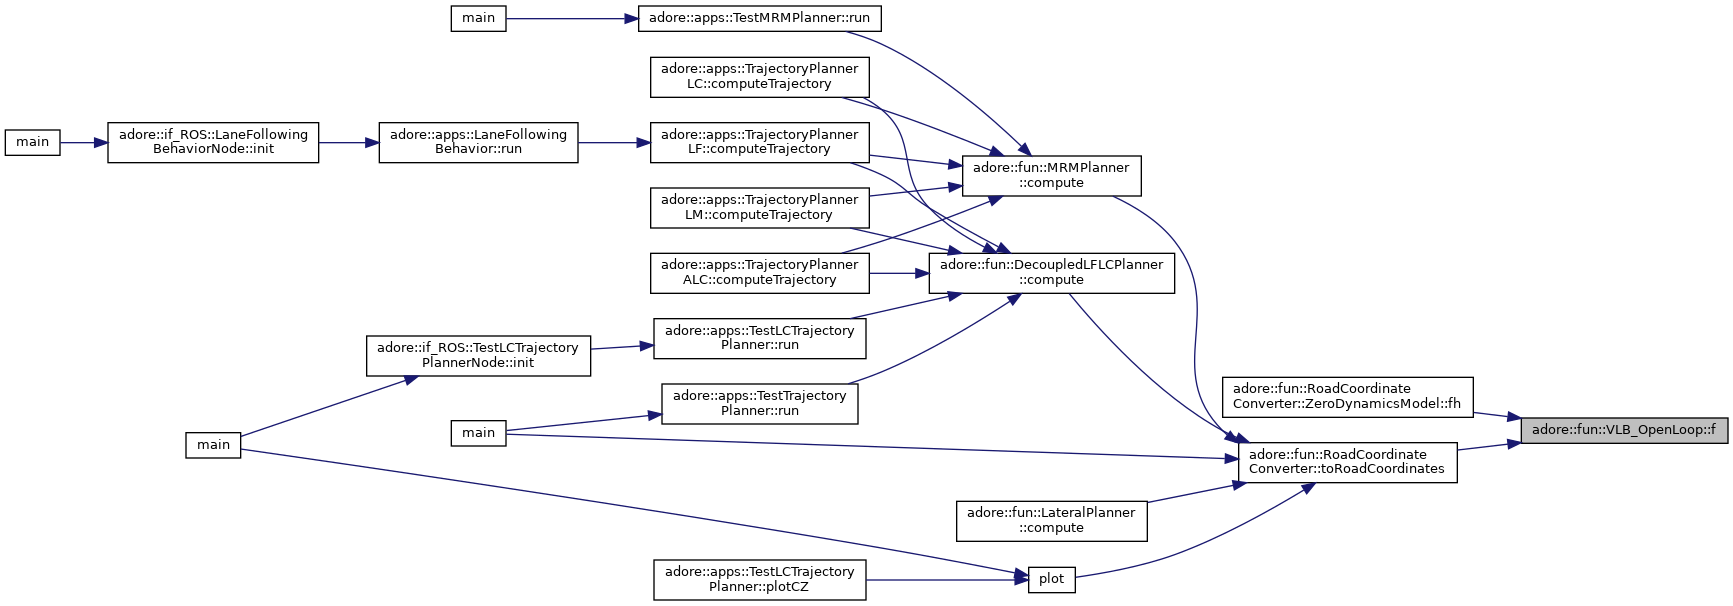 main
adore::apps::TestMRMPlanner::run
adore::apps::TrajectoryPlanner
LC::computeTrajectory
main
adore::if_ROS::LaneFollowing
BehaviorNode::init
adore::apps::LaneFollowing
Behavior::run
adore::apps::TrajectoryPlanner
LF::computeTrajectory
adore::fun::MRMPlanner
::compute
adore::apps::TrajectoryPlanner
LM::computeTrajectory
adore::apps::TrajectoryPlanner
ALC::computeTrajectory
adore::fun::DecoupledLFLCPlanner
::compute
adore::if_ROS::TestLCTrajectory
PlannerNode::init
adore::apps::TestLCTrajectory
Planner::run
adore::apps::TestTrajectory
Planner::run
adore::fun::RoadCoordinate
Converter::ZeroDynamicsModel::fh
adore::fun::VLB_OpenLoop::f
main
main
adore::fun::RoadCoordinate
Converter::toRoadCoordinates
adore::fun::LateralPlanner
::compute
adore::apps::TestLCTrajectory
Planner::plotCZ
plot